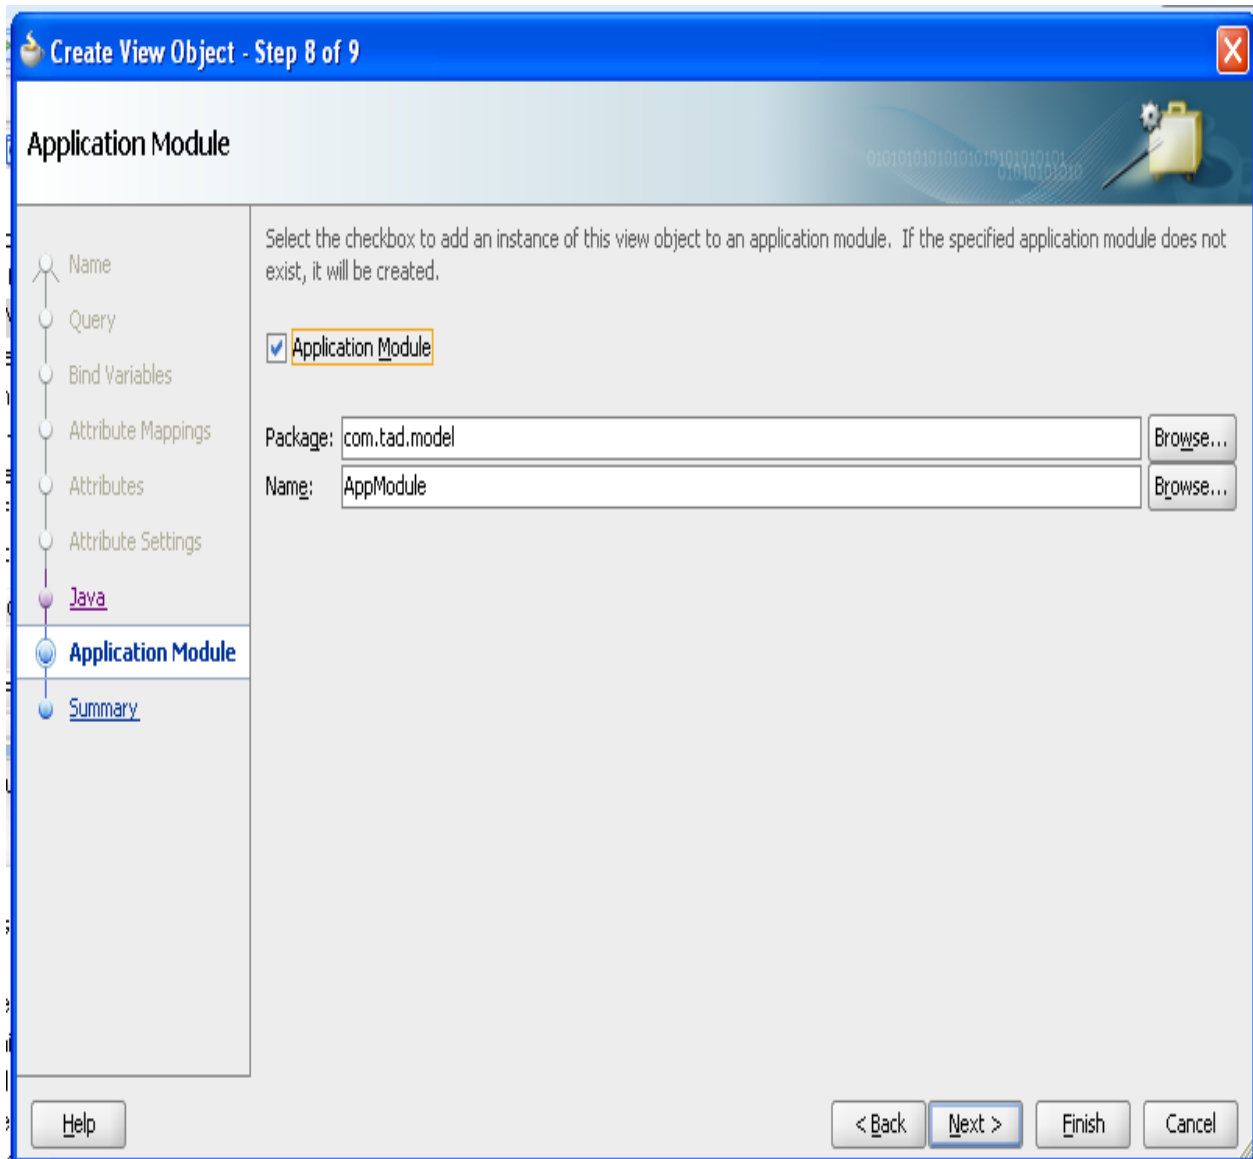 Create View Object - Step 8 of 9
Application Module
010101010101010101010101
01010101010
Name
Query
Bind Variables
Attribute Mappings
Attributes
Attribute Settings
Java
Application Module
Summary
Select the checkbox to add an instance of this view object to an application module. If the specified application module does not
exist, it will be created.
Application Module
Package: com.tad.model Browse...
Name: AppModule Browse...
Help < Back Next > Finish Cancel